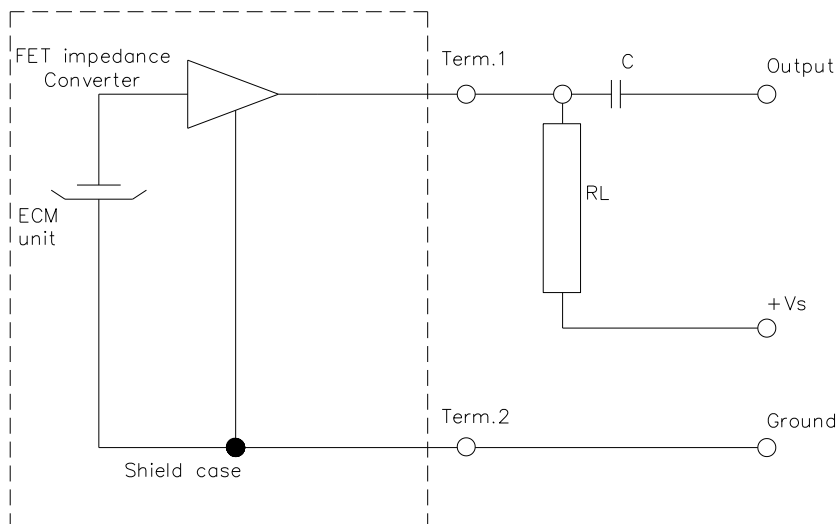 FET impedance
Converter
Term.1
C
Output
ECM
unit
RL
+Vs
Term.2
Ground
Shield case